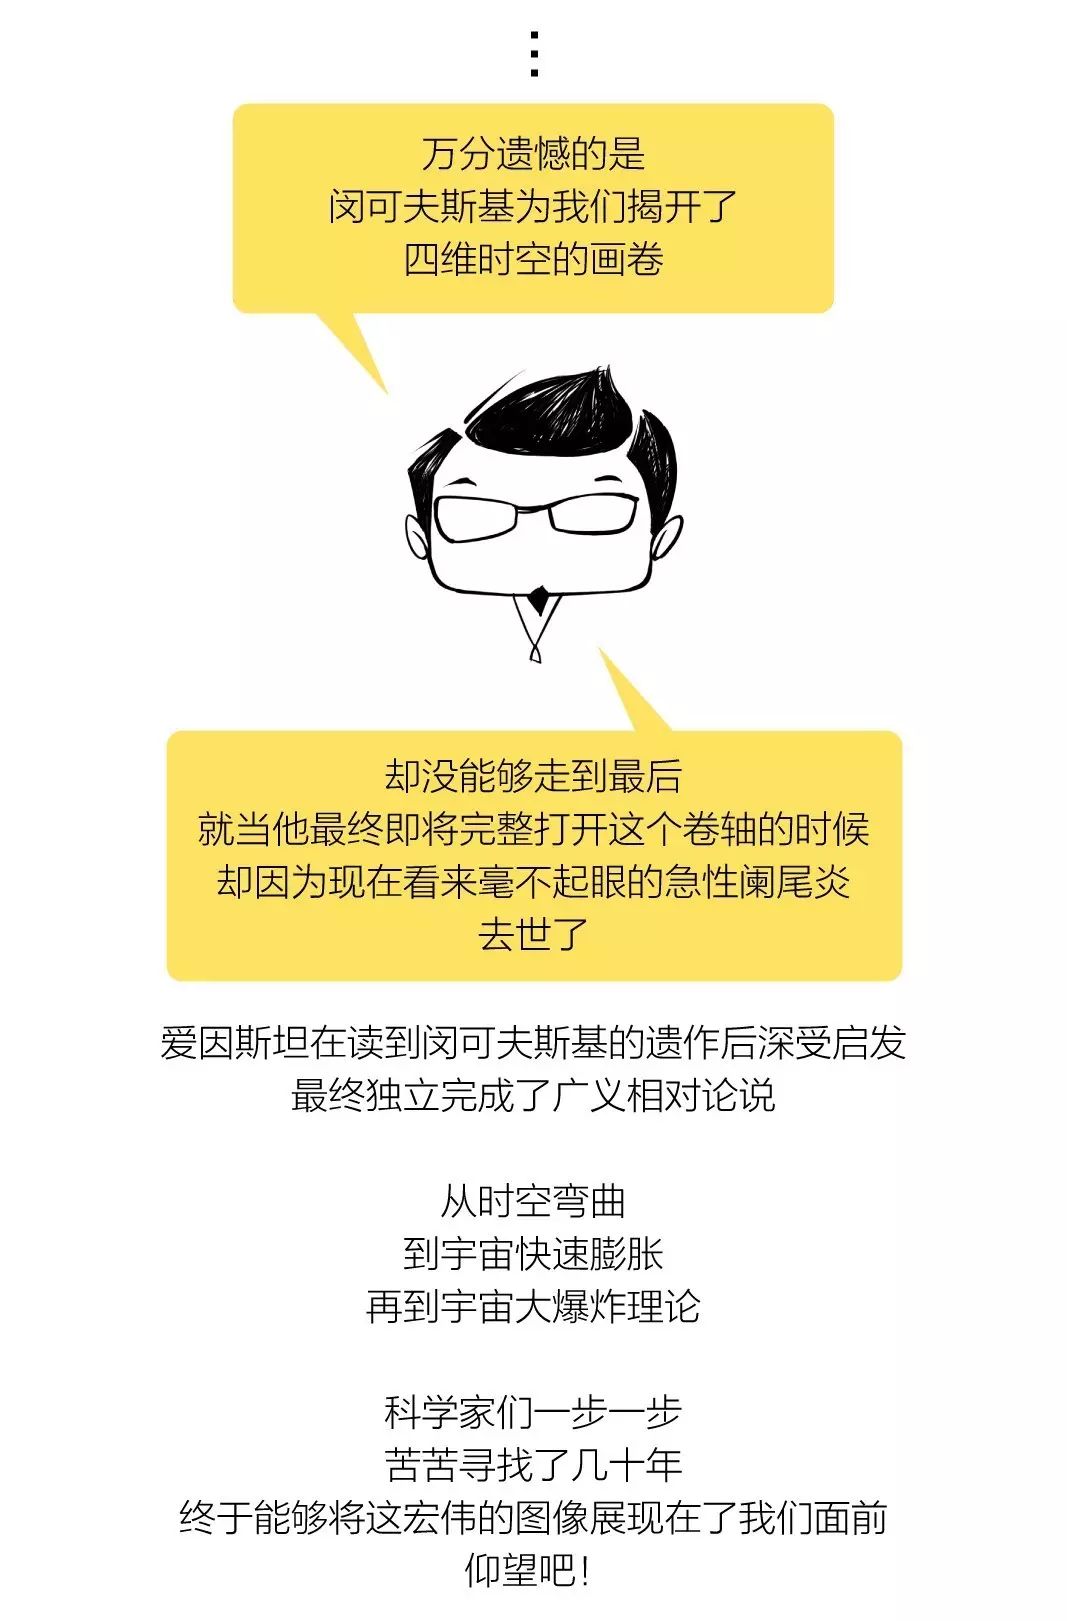 万分遗憾的是
闵可夫斯基为我们揭开了
四维时空的画卷
却没能够走到最后
就当他最终即将完整打开这个卷轴的时候
却因为现在看来毫不起眼的急性阑尾炎
去世了
爱因斯坦在读到闵可夫斯基的遗作后深受启发
最终独立完成了广义相对论说
从时空弯曲
到宇宙快速膨胀
再到宇宙大爆炸理论
科学家们一步一步
苦苦寻找了几十年
终于能够将这宏伟的图像展现在了我们面前
仰望吧！